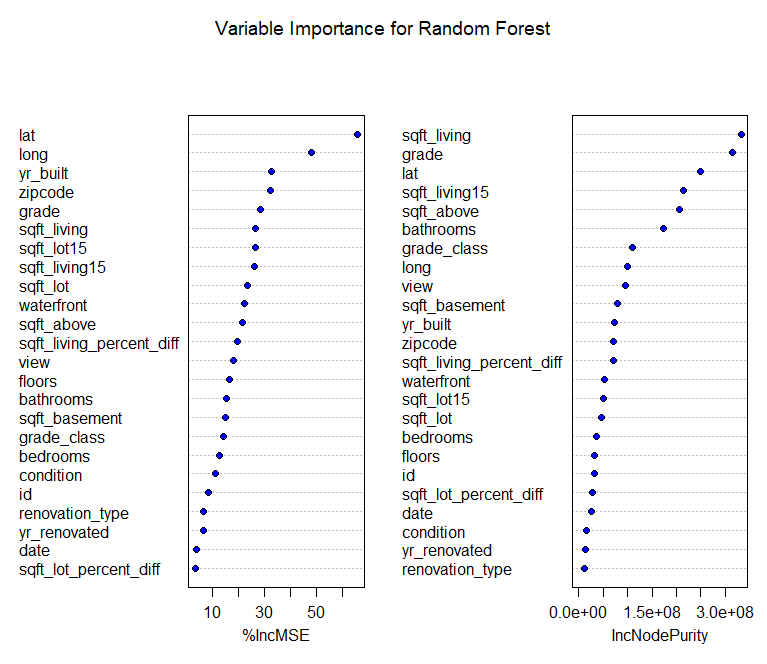 Variable Importance for Random Forest
lat
long
yr_built
zipcode
grade
sqft_living
sqft_lot15
sqft_living15
sqft_lot
waterfront
sqft_above
sqft_living_percent_diff
view
floors
bathrooms
sqft_basement
grade_class
bedrooms
condition
id
renovation_type
yr_renovated
date
sqft_lot_percent_diff
10 30 50
%IncMSE
sqft_living
grade
lat
sqft_living15
sqft_above
bathrooms
grade_class
long
view
sqft_basement
yr_built
zipcode
sqft_living_percent_diff
waterfront
sqft_lot15
sqft_lot
bedrooms
floors
id
sqft_lot_percent_diff
date
condition
yr_renovated
renovation_type
0.0e+00 1.5e+08 3.0e+08
IncNodePurity